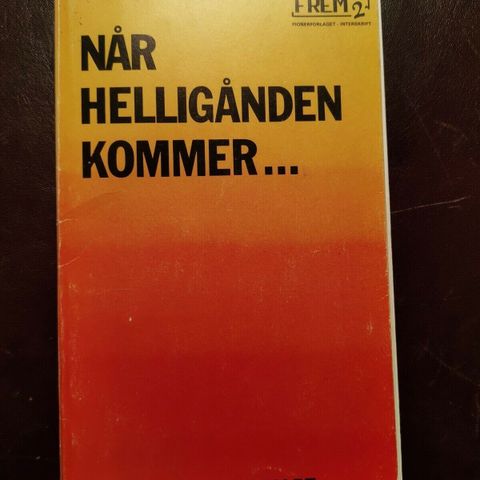 FREM 2
PIONERFORLAGET - INTERSKRIFT
NÅR
HELLIGÅNDEN
KOMMER...